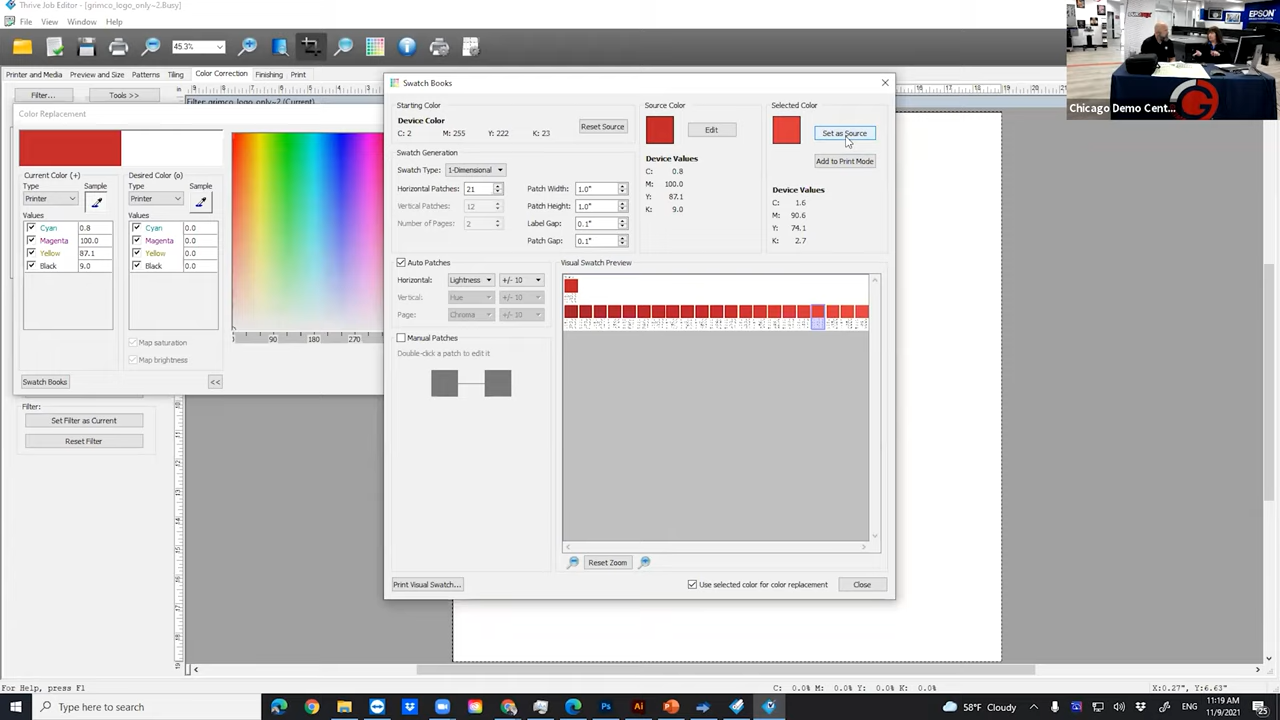 Thrive Job Editor - [grimco_logo_only~2.Busy]
File View Window Help
45.3%
Printer and Media Preview and Size Patterns Tiling Color Correction Finishing Print
Filter... Tools >>
Filter: grimco_logo_only~2 (Current)
Color Replacement
Current Color (+) Sample Desired Color (o) Sample
Type Type
Printer Printer
Values Values
Cyan 0.8 Cyan 0.0
Magenta 100.0 Magenta 0.0
Yellow 87.1 Yellow 0.0
Black 9.0 Black 0.0
0 90 180 270
Map saturation
Map brightness
Swatch Books <<
Filter:
Set Filter as Current
Reset Filter
Swatch Books
Starting Color
Device Color
C: 2 M: 255 Y: 222 K: 23
Reset Source
Swatch Generation
Swatch Type: 1-Dimensional
Horizontal Patches: 21 Patch Width: 1.0"
Vertical Patches: 12 Patch Height: 1.0"
Number of Pages: 2 Label Gap: 0.1"
Patch Gap: 0.1"
Source Color
Edit
Device Values
C: 0.8
M: 100.0
Y: 87.1
K: 9.0
Selected Color
Set as Source
Add to Print Mode
Device Values
C: 1.6
M: 90.6
Y: 74.1
K: 2.7
Auto Patches
Horizontal: Lightness +/- 10
Vertical: Hue +/- 10
Page: Chroma +/- 10
Manual Patches
Double-click a patch to edit it
Visual Swatch Preview
Reset Zoom
Print Visual Swatch...
Use selected color for color replacement
Close
EPSON
Chicago Demo Cent...
For Help, press F1
C: 0.0% M: 0.0% Y: 0.0% K: 0.0%
X:0.27" Y:6.63"
Type here to search
58°F Cloudy
11:19 AM
11/9/2021
25